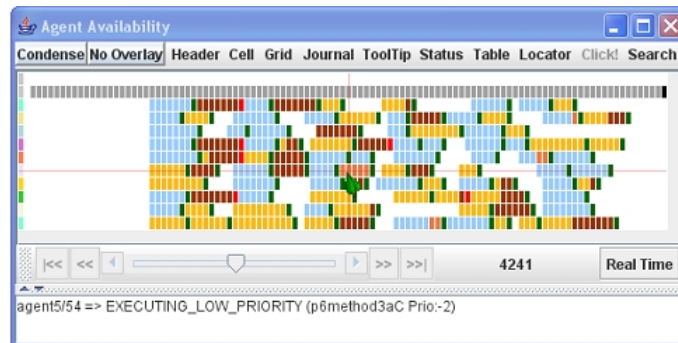 Agent Availability
Condense No Overlay Header Cell Grid Journal ToolTip Status Table Locator Click! Search
|<< << >> >>| 4241 Real Time
agent5/54 => EXECUTING_LOW_PRIORITY (p6method3aC Prio:-2)